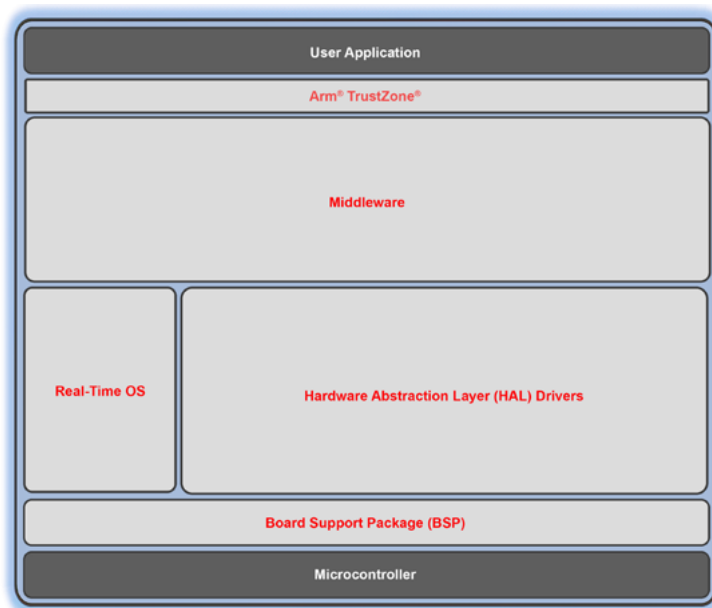 User Application
Arm® TrustZone®
Middleware
Real-Time OS
Hardware Abstraction Layer (HAL) Drivers
Board Support Package (BSP)
Microcontroller